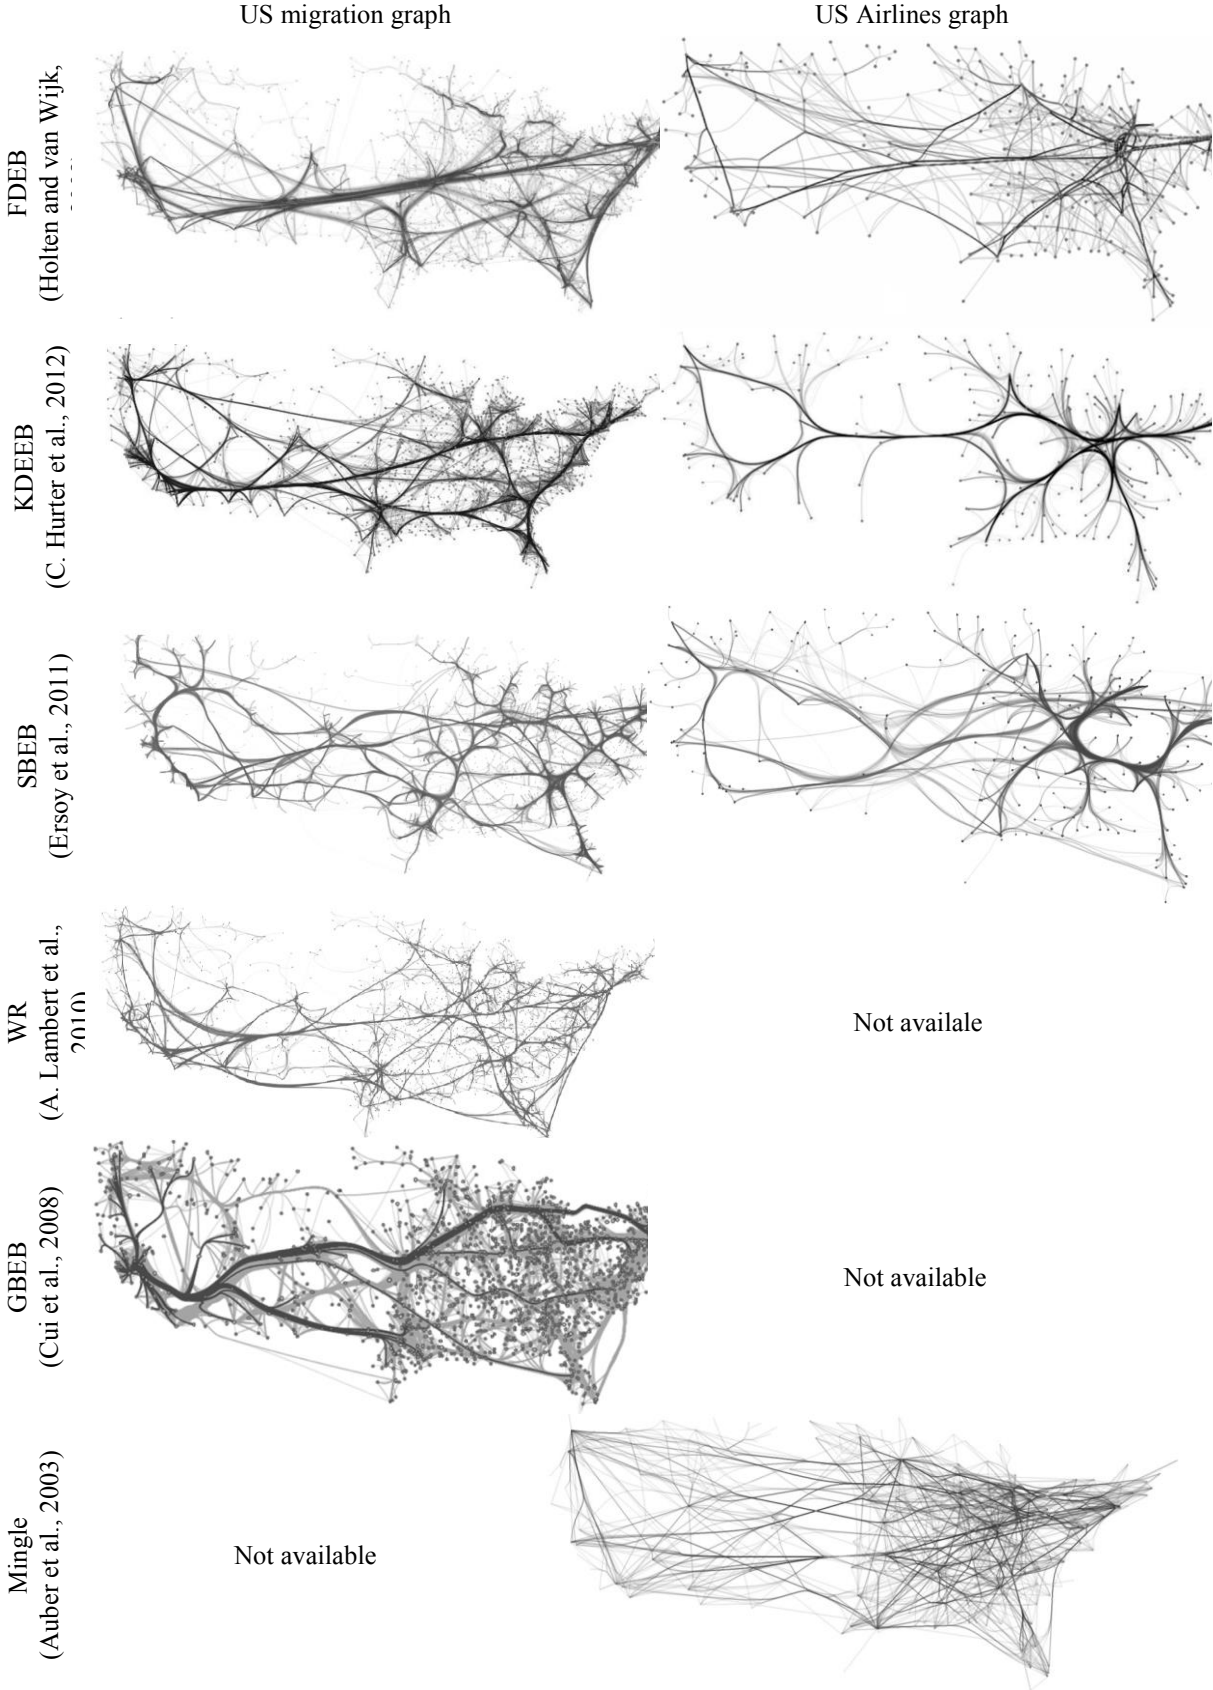 US migration graph
US Airlines graph
FDEB
(Holten and van Wijk,
KDEEB
(C. Hurter et al., 2012)
SBEB
(Ersoy et al., 2011)
WR
(A. Lambert et al.,
2010)
Not availale
GBEB
(Cui et al., 2008)
Not available
Mingle
(Auber et al., 2003)
Not available